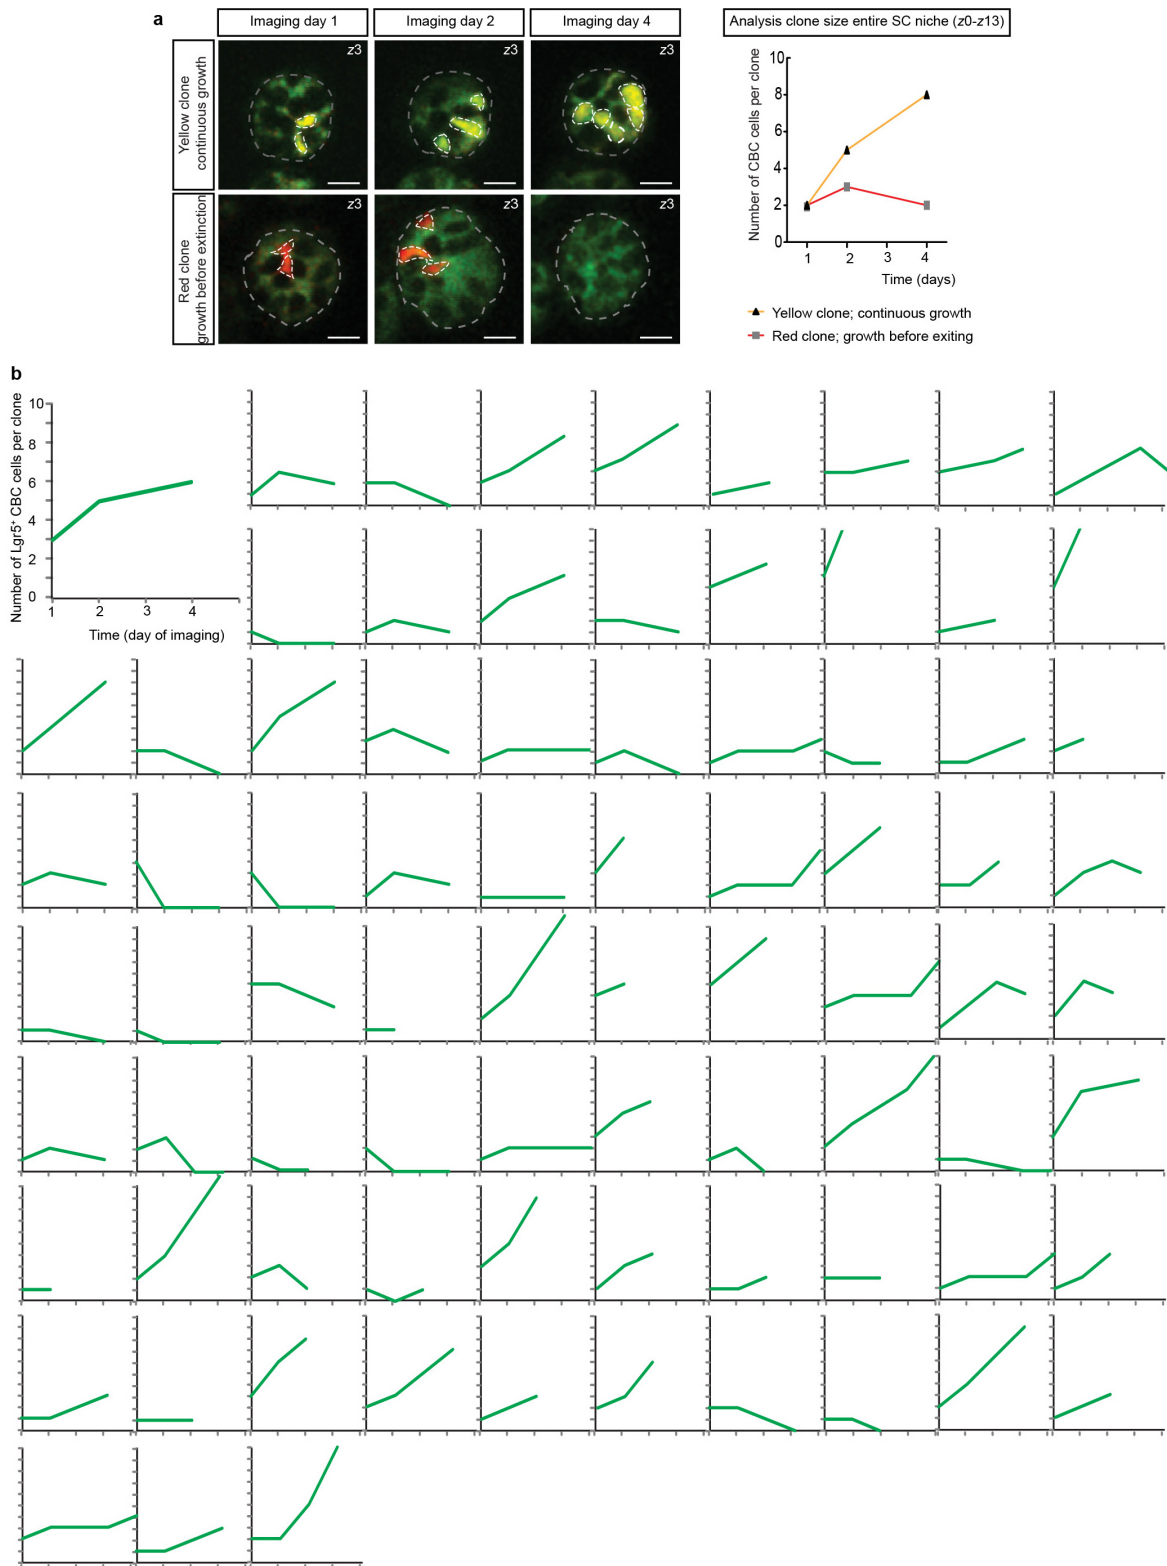 a
Imaging day 1
Imaging day 2
Imaging day 4
Analysis clone size entire SC niche (z0-z13)
Yellow clone
continuous growth
z3
z3
z3
Red clone
growth before extinction
z3
z3
z3
Number of CBC cells per clone
10
8
6
4
2
0
1
2
3
4
Time (days)
Yellow clone; continuous growth
Red clone; growth before exiting
b
Number of Lgr5⁺ CBC cells per clone
10
8
6
4
2
0
1
2
3
4
Time (day of imaging)